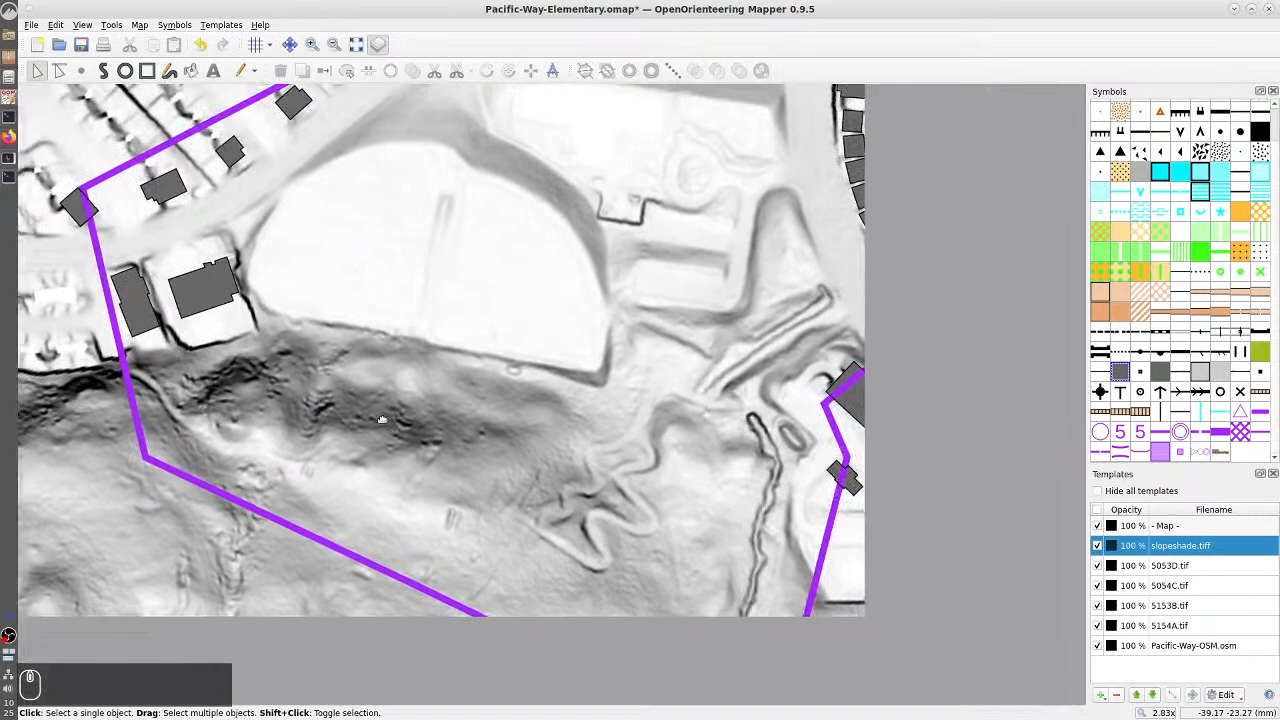 Pacific-Way-Elementary.omap* — OpenOrienteering Mapper 0.9.5
File Edit View Tools Map Symbols Templates Help
Symbols
Templates
Hide all templates
Opacity Filename
100 % - Map -
100 % slopeshade.tiff
100 % 5053D.tif
100 % 5054C.tif
100 % 5153B.tif
100 % 5154A.tif
100 % Pacific-Way-OSM.osm
Edit
10
25
Click: Select a single object. Drag: Select multiple objects. Shift+Click: Toggle selection.
2.83x
-39.17 -23.27 (mm)